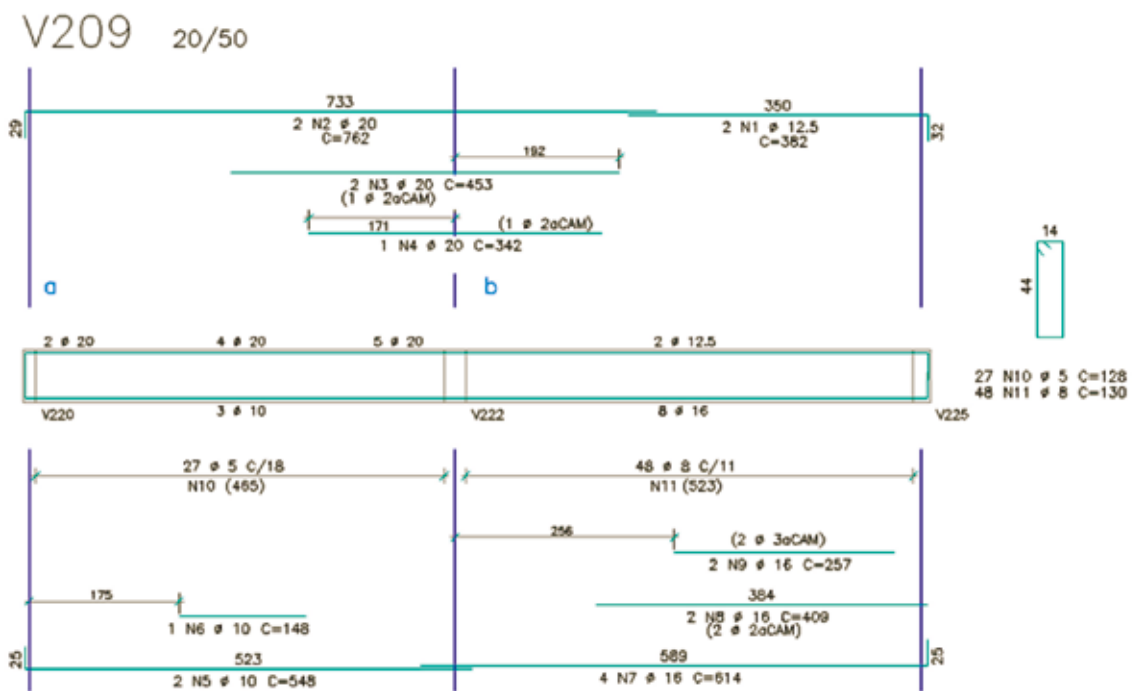 V209 20/50
733
350
29
2 N2 ø 20
C=762
2 N1 ø 12.5
C=382
32
192
2 N3 ø 20 C=453
(1 ø 2aCAM)
171
(1 ø 2aCAM)
1 N4 ø 20 C=342
a
b
14
44
2 ø 20
4 ø 20
5 ø 20
2 ø 12.5
27 N10 ø 5 C=128
48 N11 ø 8 C=130
V220
3 ø 10
V222
8 ø 16
V225
27 ø 5 C/18
N10 (465)
48 ø 8 C/11
N11 (523)
256
(2 ø 3aCAM)
2 N9 ø 16 C=257
175
1 N6 ø 10 C=148
384
2 N8 ø 16 C=409
(2 ø 2aCAM)
25
523
2 N5 ø 10 C=548
589
4 N7 ø 16 C=614
25